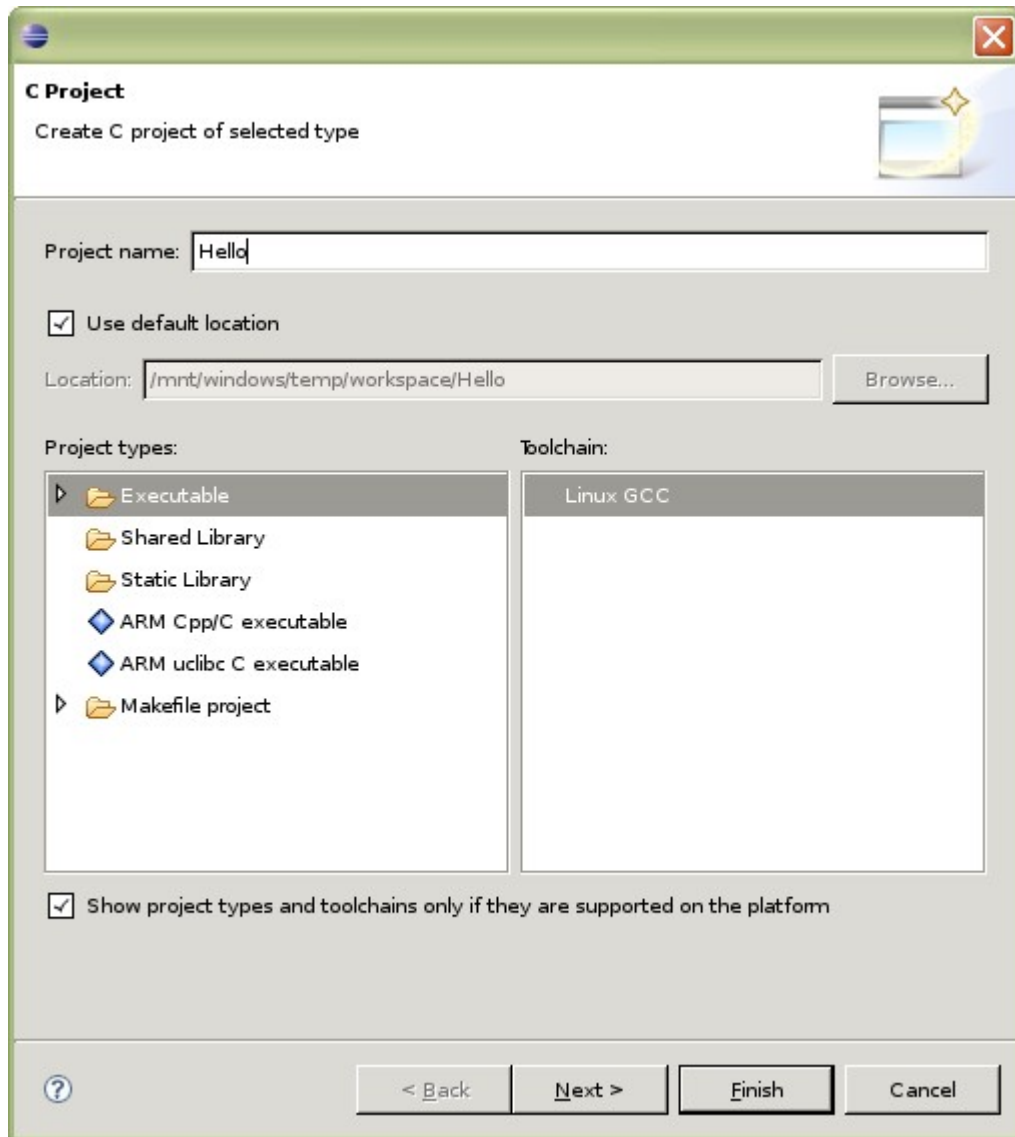 C Project
Create C project of selected type
Project name: Hello
Use default location
Location: /mnt/windows/temp/workspace/Hello Browse...
Project types: Toolchain:
Executable Linux GCC
Shared Library
Static Library
ARM Cpp/C executable
ARM uclibc C executable
Makefile project
Show project types and toolchains only if they are supported on the platform
? < Back Next > Finish Cancel